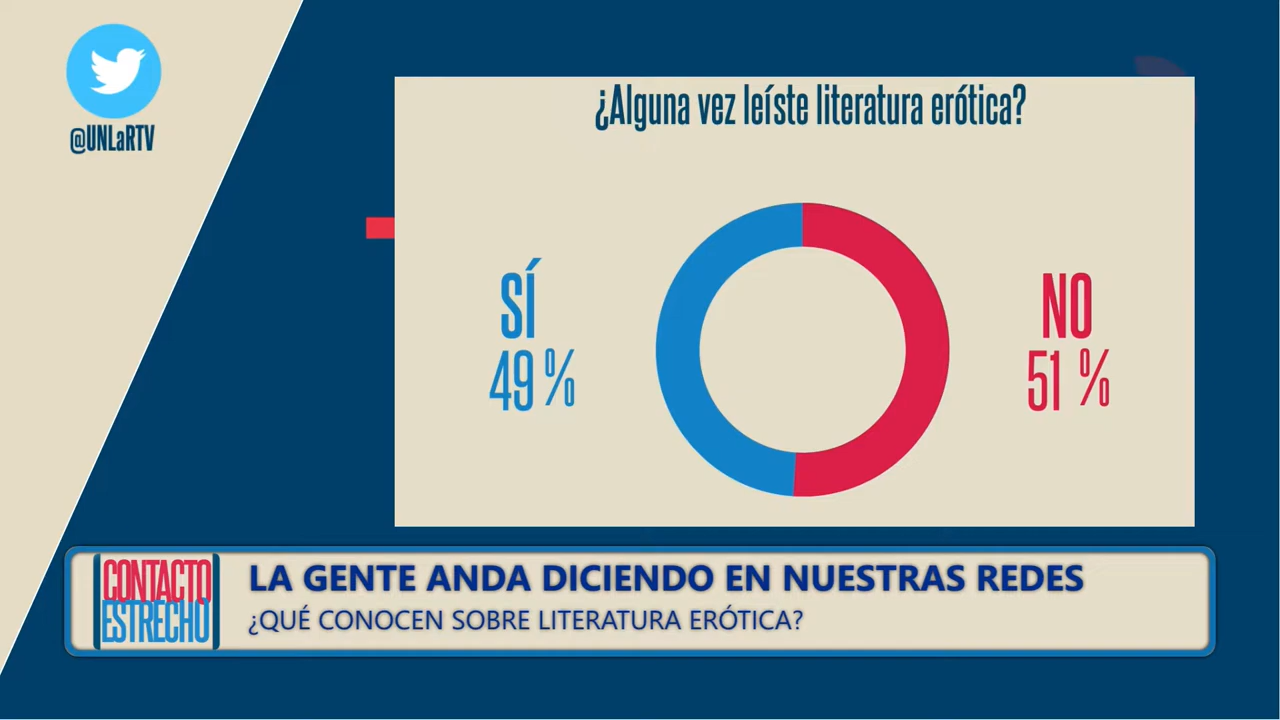 @UNLaRTV
¿Alguna vez leíste literatura erótica?
SÍ
49 %
NO
51 %
CONTACTO
ESTRECHO
LA GENTE ANDA DICIENDO EN NUESTRAS REDES
¿QUÉ CONOCEN SOBRE LITERATURA ERÓTICA?